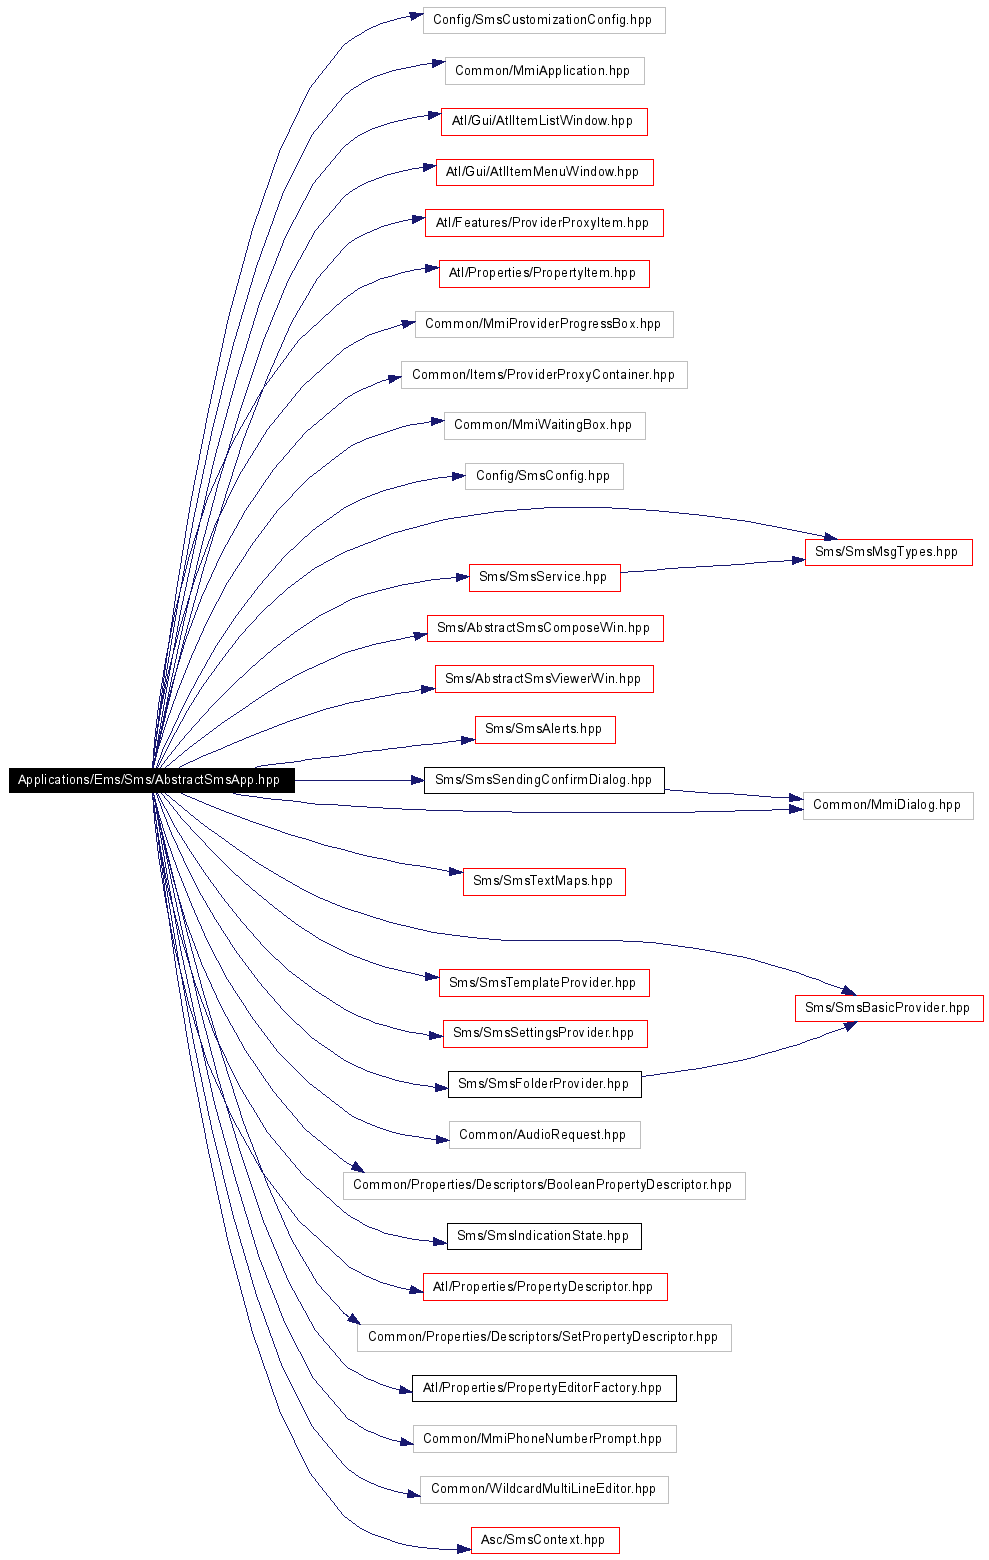 Config/SmsCustomizationConfig.hpp
Common/MmiApplication.hpp
Atl/Gui/AtlItemListWindow.hpp
Atl/Gui/AtlItemMenuWindow.hpp
Atl/Features/ProviderProxyItem.hpp
Atl/Properties/PropertyItem.hpp
Common/MmiProviderProgressBox.hpp
Common/Items/ProviderProxyContainer.hpp
Common/MmiWaitingBox.hpp
Config/SmsConfig.hpp
Sms/SmsMsgTypes.hpp
Sms/SmsService.hpp
Sms/AbstractSmsComposeWin.hpp
Sms/AbstractSmsViewerWin.hpp
Sms/SmsAlerts.hpp
Applications/Ems/Sms/AbstractSmsApp.hpp
Sms/SmsSendingConfirmDialog.hpp
Common/MmiDialog.hpp
Sms/SmsTextMaps.hpp
Sms/SmsTemplateProvider.hpp
Sms/SmsBasicProvider.hpp
Sms/SmsSettingsProvider.hpp
Sms/SmsFolderProvider.hpp
Common/AudioRequest.hpp
Common/Properties/Descriptors/BooleanPropertyDescriptor.hpp
Sms/SmsIndicationState.hpp
Atl/Properties/PropertyDescriptor.hpp
Common/Properties/Descriptors/SetPropertyDescriptor.hpp
Atl/Properties/PropertyEditorFactory.hpp
Common/MmiPhoneNumberPrompt.hpp
Common/WildcardMultiLineEditor.hpp
Asc/SmsContext.hpp